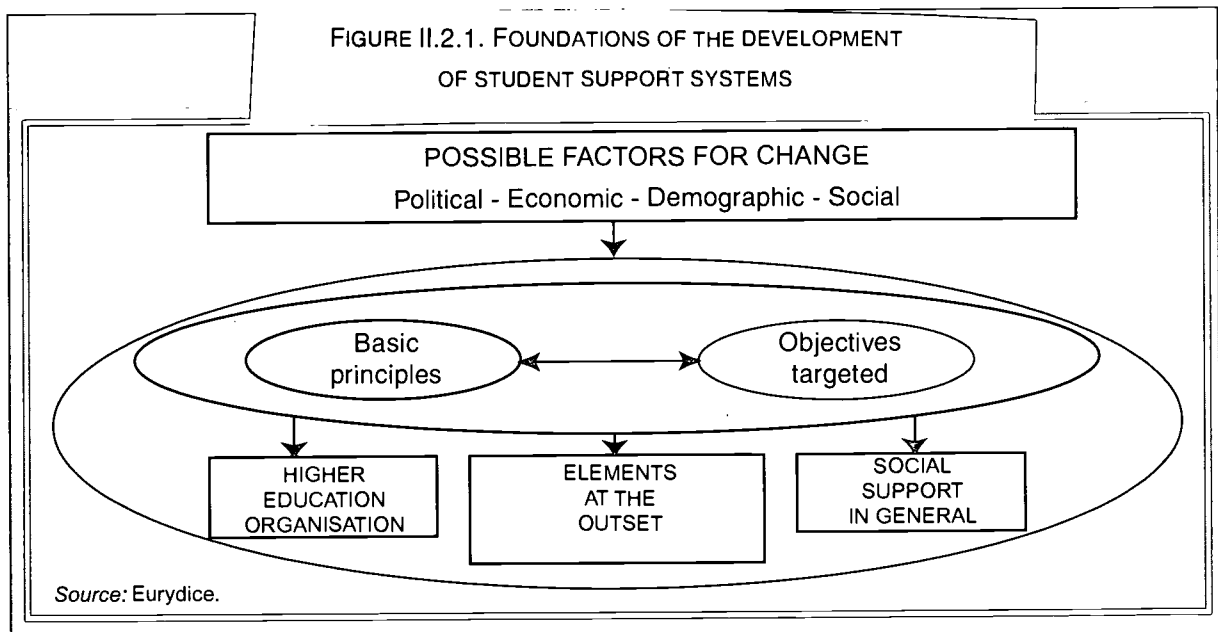 FIGURE II.2.1. FOUNDATIONS OF THE DEVELOPMENT
OF STUDENT SUPPORT SYSTEMS
POSSIBLE FACTORS FOR CHANGE
Political - Economic - Demographic - Social
Basic
principles
Objectives
targeted
HIGHER
EDUCATION
ORGANISATION
ELEMENTS
AT THE
OUTSET
SOCIAL
SUPPORT
IN GENERAL
Source: Eurydice.